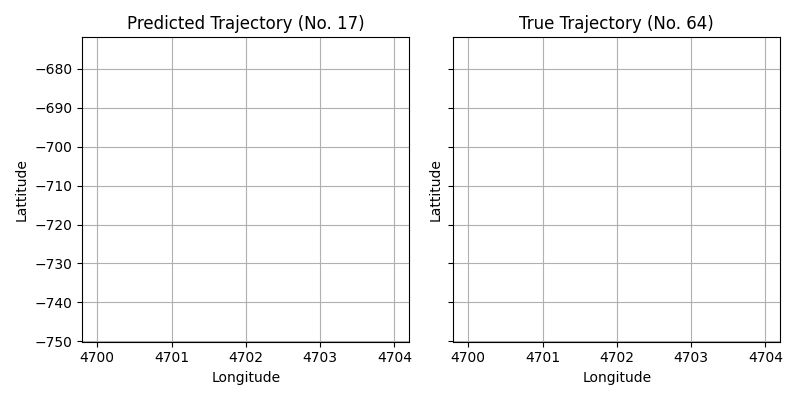 Predicted Trajectory (No. 17)
True Trajectory (No. 64)
Lattitude
−680
−690
−700
−710
−720
−730
−740
−750
4700 4701 4702 4703 4704
Longitude
Lattitude
4700 4701 4702 4703 4704
Longitude